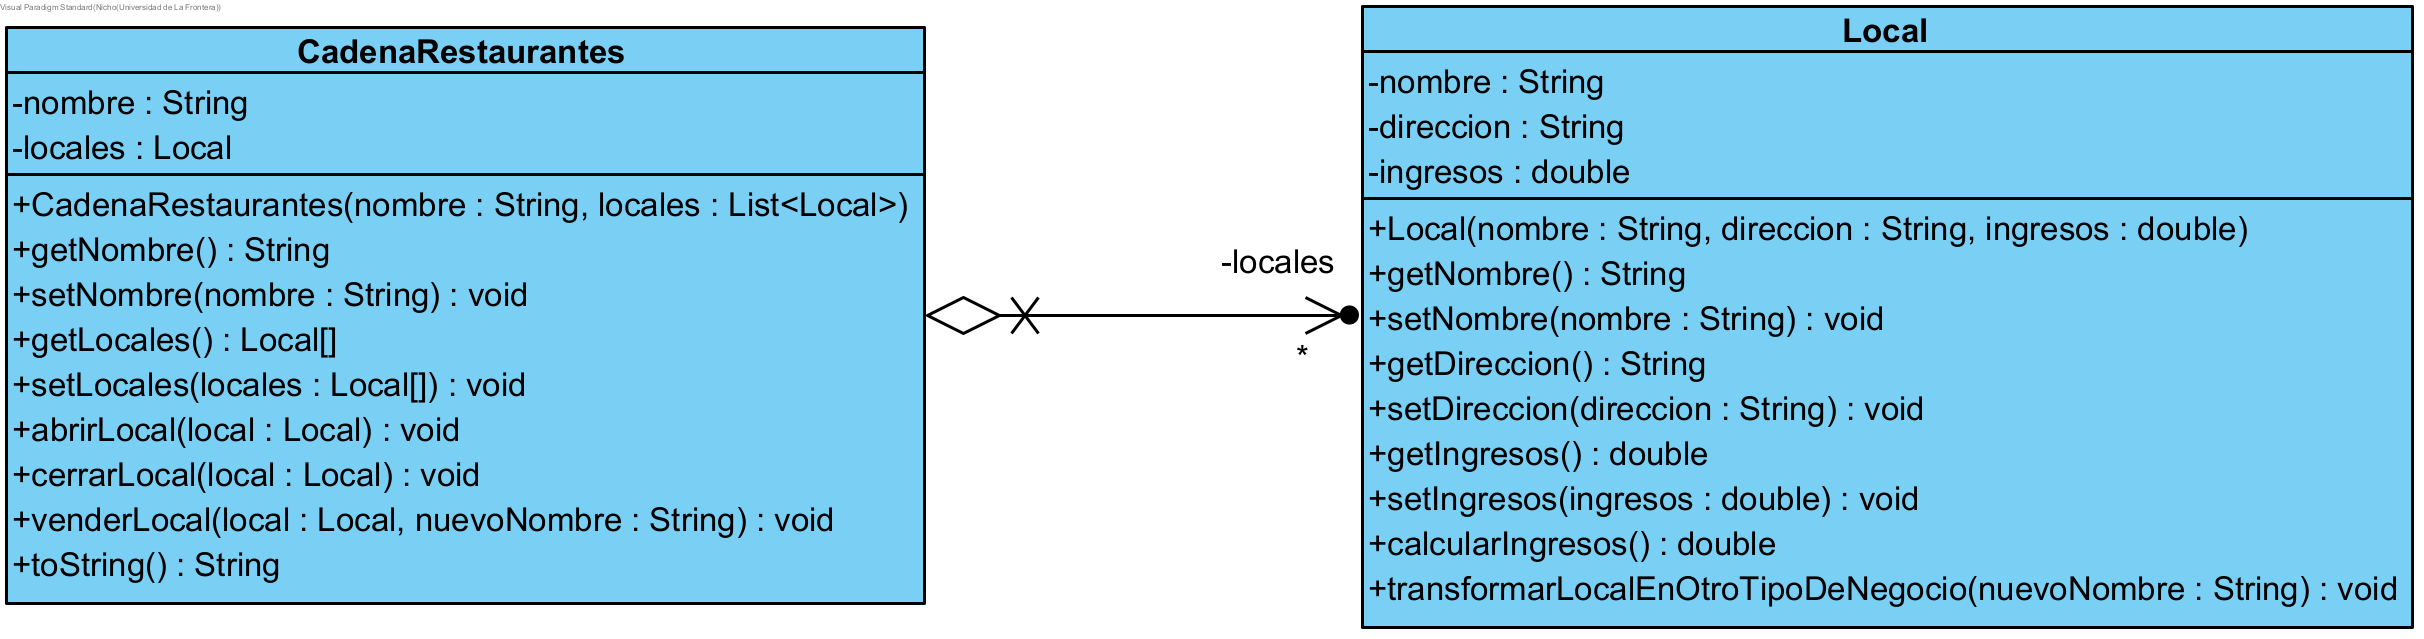 Visual Paradigm Standard(Nicho(Universidad de La Frontera))
CadenaRestaurantes
-nombre : String
-locales : Local
+CadenaRestaurantes(nombre : String, locales : List<Local>)
+getNombre() : String
+setNombre(nombre : String) : void
+getLocales() : Local[]
+setLocales(locales : Local[]) : void
+abrirLocal(local : Local) : void
+cerrarLocal(local : Local) : void
+venderLocal(local : Local, nuevoNombre : String) : void
+toString() : String
-locales
*
Local
-nombre : String
-direccion : String
-ingresos : double
+Local(nombre : String, direccion : String, ingresos : double)
+getNombre() : String
+setNombre(nombre : String) : void
+getDireccion() : String
+setDireccion(direccion : String) : void
+getIngresos() : double
+setIngresos(ingresos : double) : void
+calcularIngresos() : double
+transformarLocalEnOtroTipoDeNegocio(nuevoNombre : String) : void